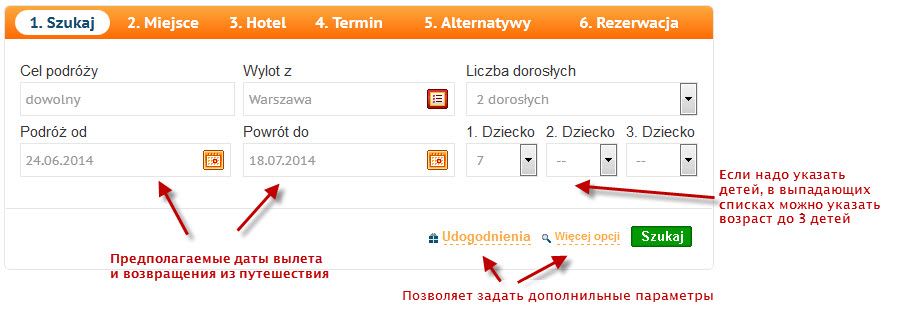 1. Szukaj 2. Miejsce 3. Hotel 4. Termin 5. Alternatywy 6. Rezerwacja
Cel podróży Wylot z Liczba dorosłych
dowolny Warszawa 2 dorosłych
Podróż od Powrót do 1. Dziecko 2. Dziecko 3. Dziecko
24.06.2014 18.07.2014 7 -- --
Если надо указать
детей, в выпадающих
списках можно указать
возраст до 3 детей
Udogodnienia Więcej opcji Szukaj
Предполагаемые даты вылета
и возвращения из путешествия
Позволяет задать дополнильные параметры